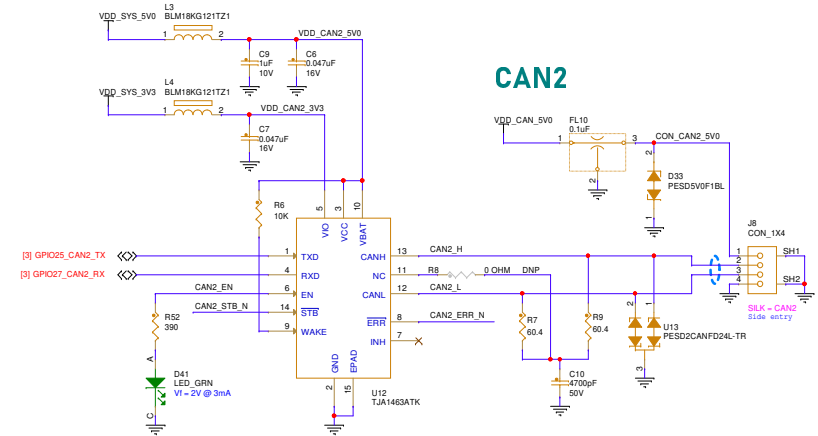 L3
BLM18KG121TZ1
VDD_SYS_5V0
1
2
VDD_CAN2_5V0
C9
1uF
10V
C6
0.047uF
16V
CAN2
L4
BLM18KG121TZ1
VDD_SYS_3V3
1
2
VDD_CAN2_3V3
C7
0.047uF
16V
VDD_CAN_5V0
FL10
0.1uF
1
3
2
CON_CAN2_5V0
2
D33
PESD5V0F1BL
1
R6
10K
5
3
10
VIO
VCC
VBAT
J8
CON_1X4
[3] GPIO25_CAN2_TX
1
TXD
CANH
13
CAN2_H
1
2
3
4
SH1
SH2
[3] GPIO27_CAN2_RX
4
RXD
NC
11
R8
0 OHM
DNP
CAN2_EN
6
EN
CANL
12
CAN2_L
CAN2_STB_N
14
STB
SILK = CAN2
Side entry
R52
390
9
WAKE
ERR
8
CAN2_ERR_N
INH
7
R7
60.4
R9
60.4
2
1
U13
PESD2CANFD24L-TR
3
A
D41
LED_GRN
Vf = 2V @ 3mA
C
GND
EPAD
2
15
U12
TJA1463ATK
C10
4700pF
50V